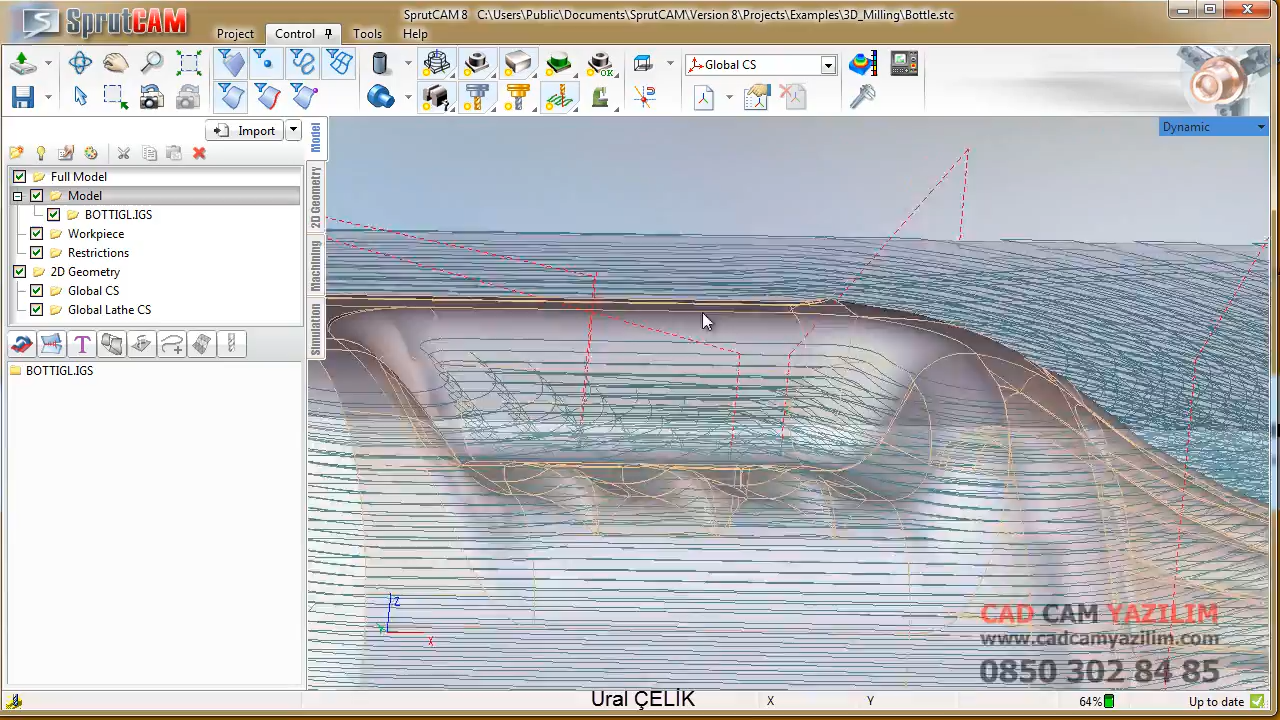 SprutCAM
SprutCAM 8 C:\Users\Public\Documents\SprutCAM\Version 8\Projects\Examples\3D_Milling\Bottle.stc
Project Control Tools Help
OK
Global CS
Import
Dynamic
Model
2D Geometry
Machining
Simulation
Full Model
Model
BOTTIGL.IGS
Workpiece
Restrictions
2D Geometry
Global CS
Global Lathe CS
T
BOTTIGL.IGS
Z
X
CAD CAM YAZILIM
www.cadcamyazilim.com
0850 302 84 85
Ural ÇELİK
X Y
64%
Up to date